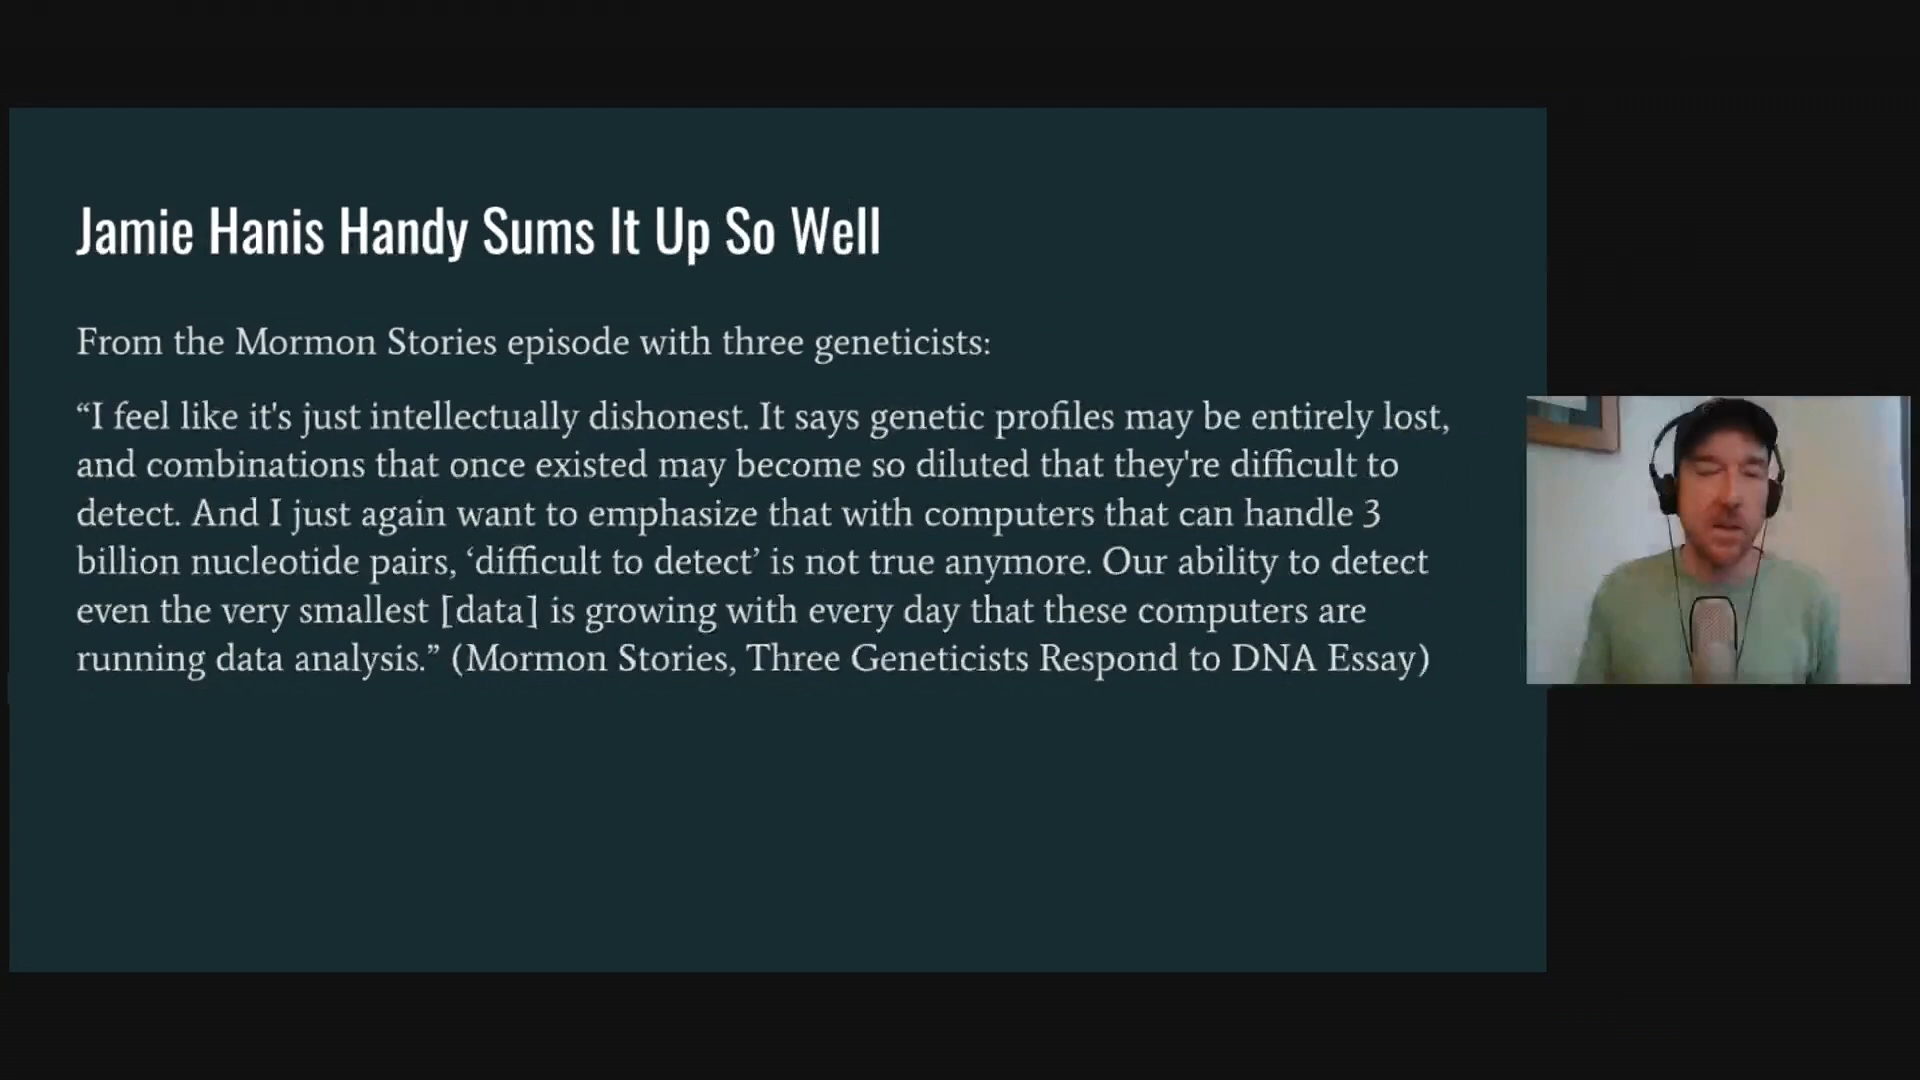 Jamie Hanis Handy Sums It Up So Well
From the Mormon Stories episode with three geneticists:
“I feel like it's just intellectually dishonest. It says genetic profiles may be entirely lost,
and combinations that once existed may become so diluted that they're difficult to
detect. And I just again want to emphasize that with computers that can handle 3
billion nucleotide pairs, ‘difficult to detect’ is not true anymore. Our ability to detect
even the very smallest [data] is growing with every day that these computers are
running data analysis.” (Mormon Stories, Three Geneticists Respond to DNA Essay)